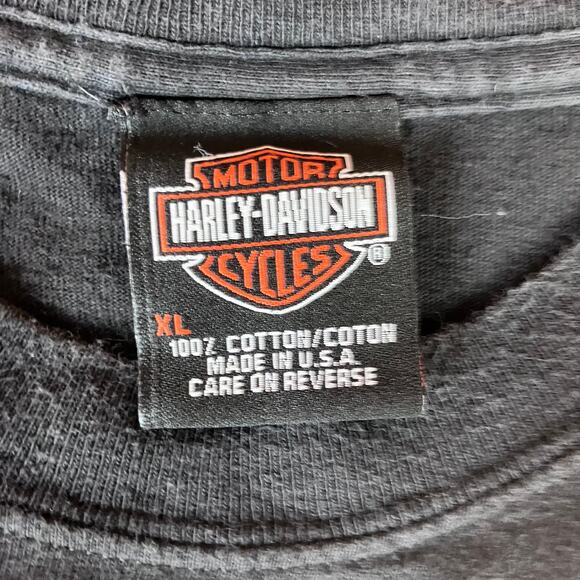 MOTOR
HARLEY-DAVIDSON
CYCLES
®
XL
100% COTTON/COTON
MADE IN U.S.A.
CARE ON REVERSE